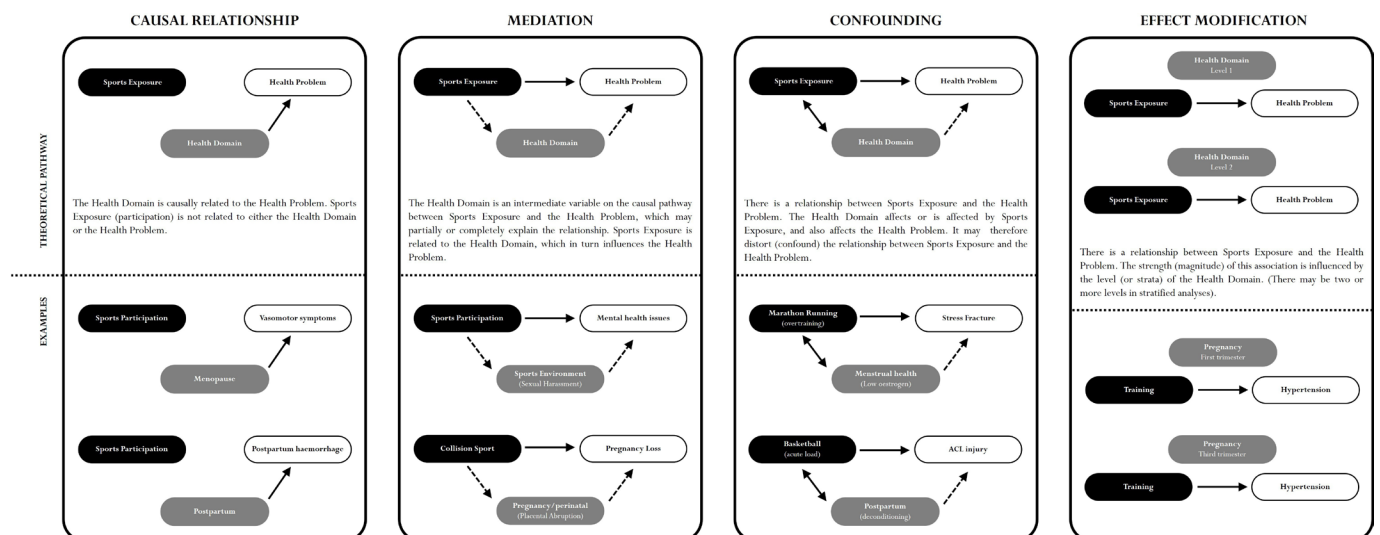 CAUSAL RELATIONSHIP
MEDIATION
CONFOUNDING
EFFECT MODIFICATION
THEORETICAL PATHWAY
Sports Exposure
Health Problem
Health Domain
The Health Domain is causally related to the Health Problem. Sports
Exposure (participation) is not related to either the Health Domain
or the Health Problem.
Sports Exposure
Health Problem
Health Domain
The Health Domain is an intermediate variable on the causal pathway
between Sports Exposure and the Health Problem, which may
partially or completely explain the relationship. Sports Exposure is
related to the Health Domain, which in turn influences the Health
Problem.
Sports Exposure
Health Problem
Health Domain
There is a relationship between Sports Exposure and the Health
Problem. The Health Domain affects or is affected by Sports
Exposure, and also affects the Health Problem. It may therefore
distort (confound) the relationship between Sports Exposure and the
Health Problem.
Health Domain
Level 1
Sports Exposure
Health Problem
Health Domain
Level 2
Sports Exposure
Health Problem
There is a relationship between Sports Exposure and the Health
Problem. The strength (magnitude) of this association is influenced by
the level (or strata) of the Health Domain. (There may be two or
more levels in stratified analyses).
EXAMPLES
Sports Participation
Vasomotor symptoms
Menopause
Sports Participation
Postpartum haemorrhage
Postpartum
Sports Participation
Mental health issues
Sports Environment
(Sexual Harassment)
Collision Sport
Pregnancy Loss
Pregnancy/perinatal
(Placental Abruption)
Marathon Running
(overtraining)
Stress Fracture
Menstrual health
(Low oestrogen)
Basketball
(acute load)
ACL injury
Postpartum
(deconditioning)
Pregnancy
First trimester
Training
Hypertension
Pregnancy
Third trimester
Training
Hypertension